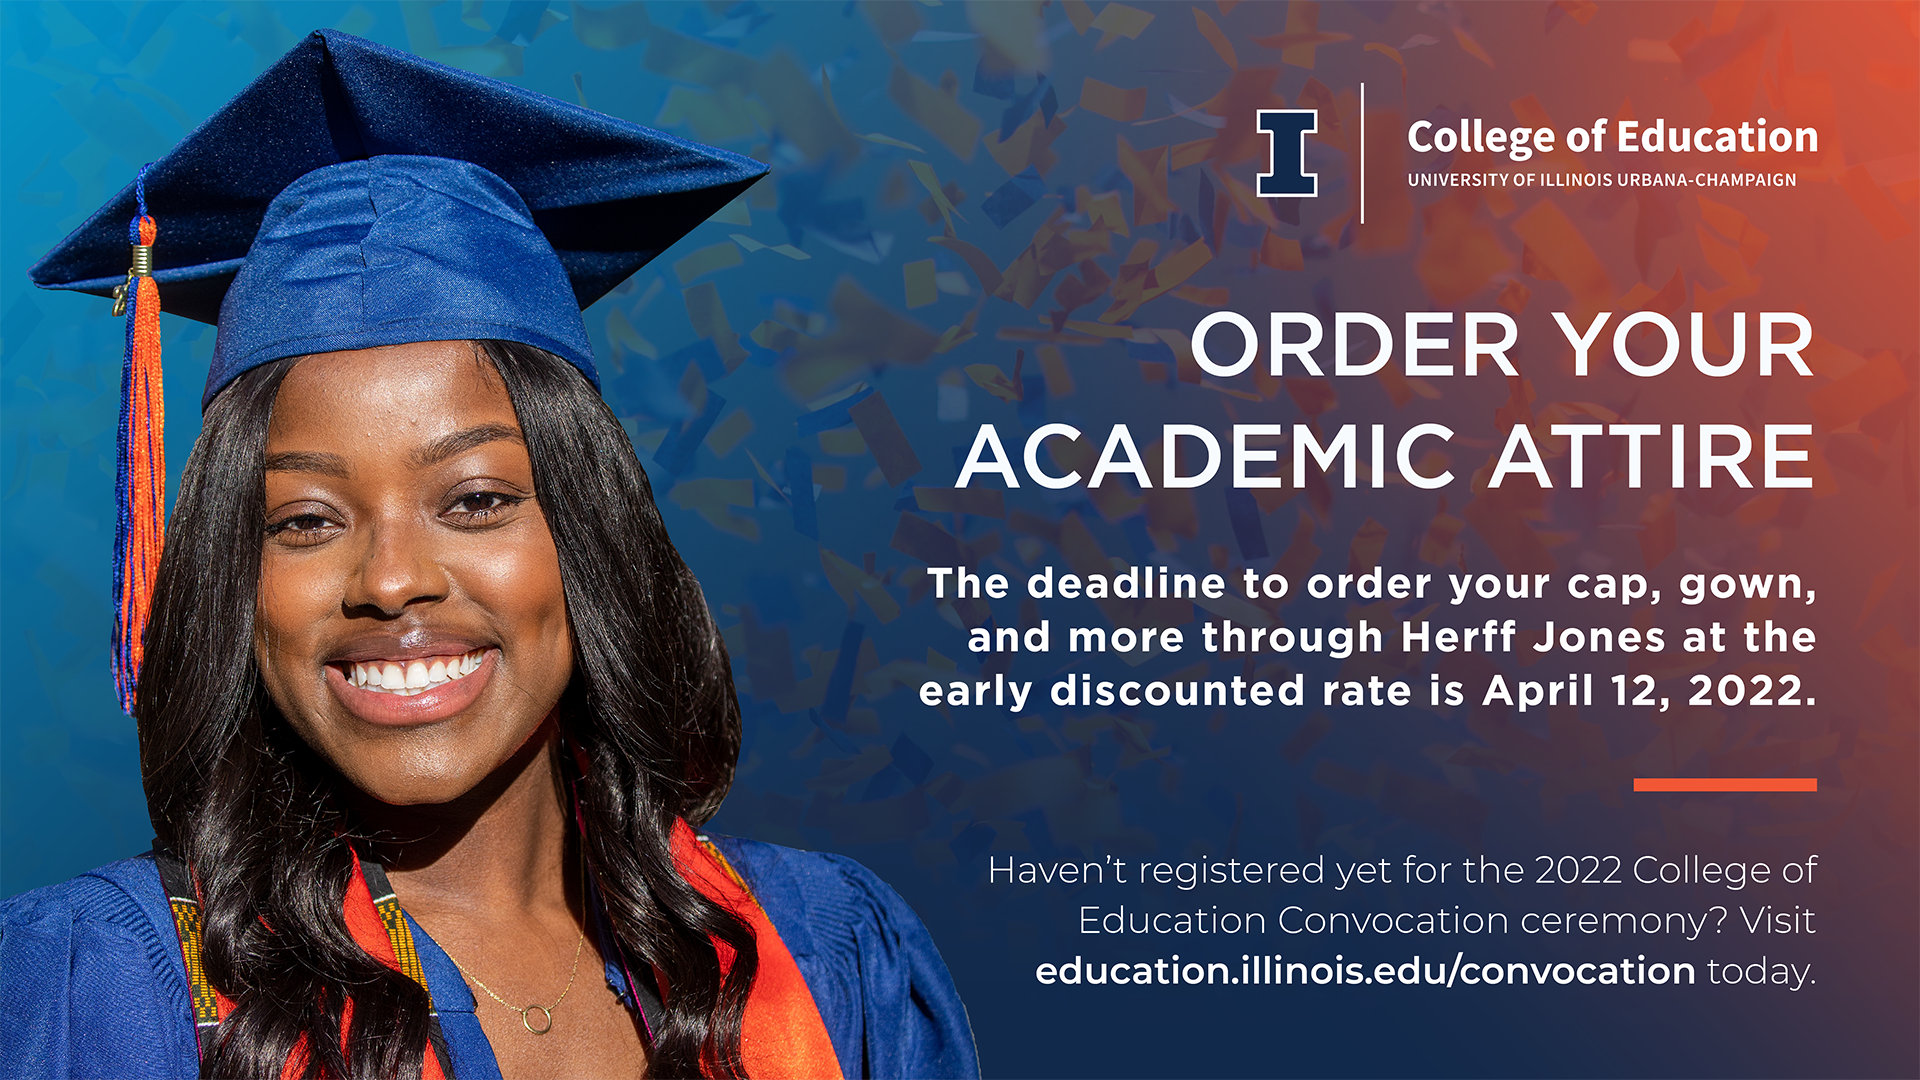 I
College of Education
UNIVERSITY OF ILLINOIS URBANA-CHAMPAIGN
ORDER YOUR
ACADEMIC ATTIRE
The deadline to order your cap, gown,
and more through Herff Jones at the
early discounted rate is April 12, 2022.
Haven’t registered yet for the 2022 College of
Education Convocation ceremony? Visit
education.illinois.edu/convocation today.